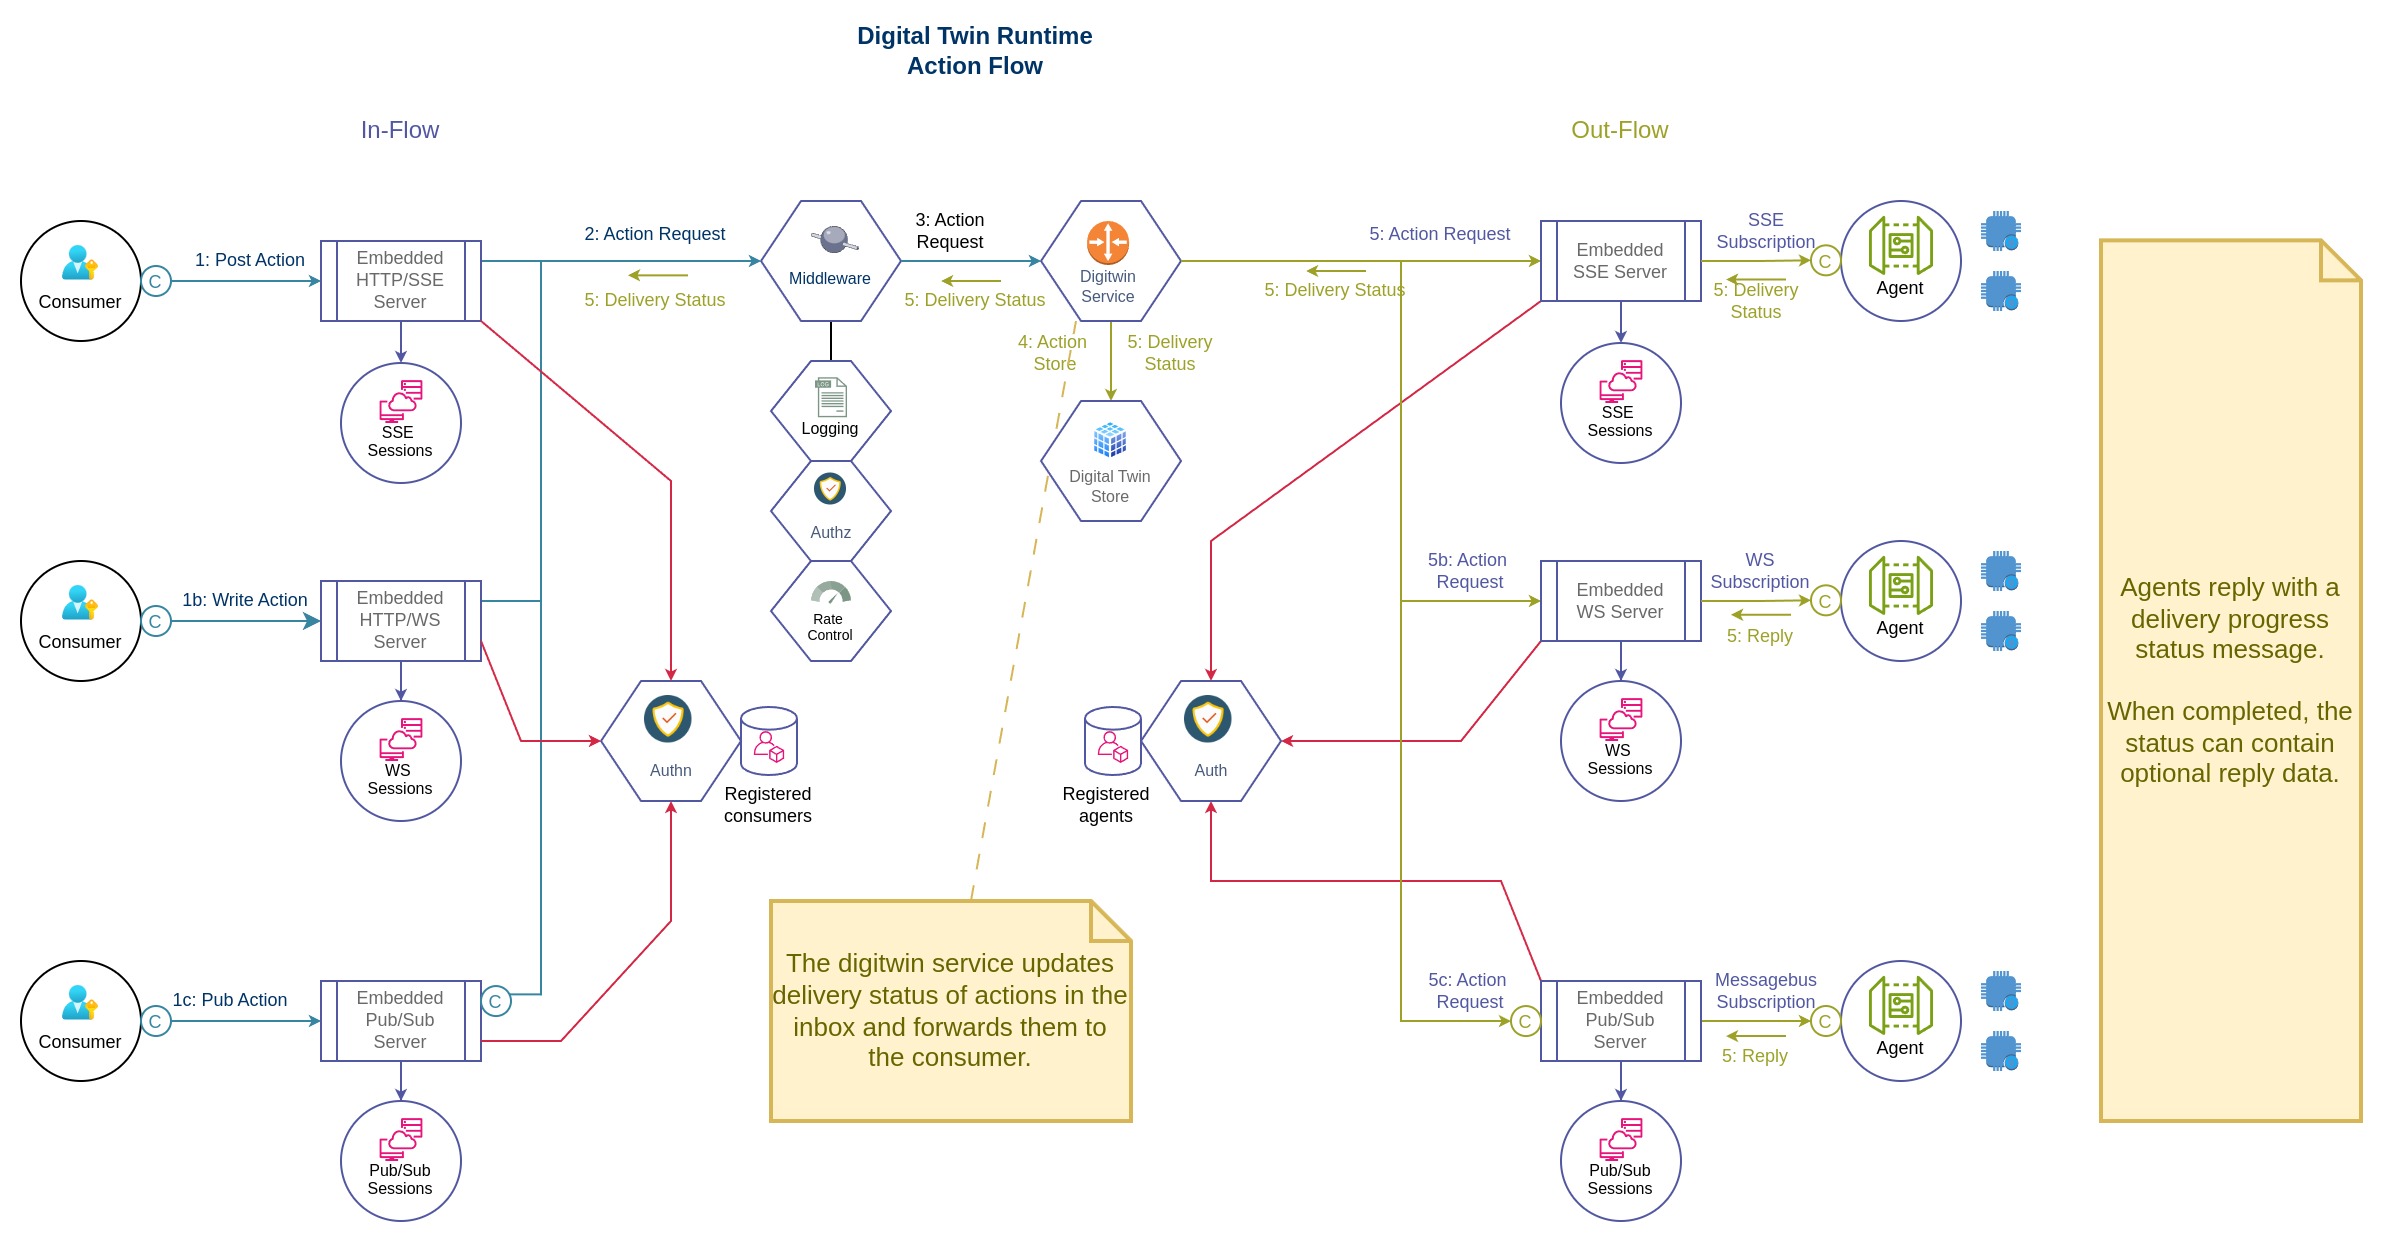 Digital Twin Runtime
Action Flow
In-Flow
Out-Flow
Consumer
C
1: Post Action
Embedded
HTTP/SSE
Server
SSE
Sessions
2: Action Request
5: Delivery Status
Middleware
3: Action
Request
5: Delivery Status
Digitwin
Service
4: Action
Store
5: Delivery
Status
Digital Twin
Store
LOG
Logging
Authz
Rate
Control
5: Delivery Status
5: Action Request
Embedded
SSE Server
SSE
Subscription
5: Delivery
Status
C
Agent
SSE
Sessions
Consumer
C
1b: Write Action
Embedded
HTTP/WS
Server
WS
Sessions
Authn
Registered
consumers
Registered
agents
Auth
5b: Action
Request
Embedded
WS Server
WS
Subscription
5: Reply
C
Agent
WS
Sessions
Consumer
C
1c: Pub Action
Embedded
Pub/Sub
Server
C
Pub/Sub
Sessions
The digitwin service updates
delivery status of actions in the
inbox and forwards them to
the consumer.
5c: Action
Request
C
Embedded
Pub/Sub
Server
Messagebus
Subscription
5: Reply
C
Agent
Pub/Sub
Sessions
Agents reply with a
delivery progress
status message.
When completed, the
status can contain
optional reply data.